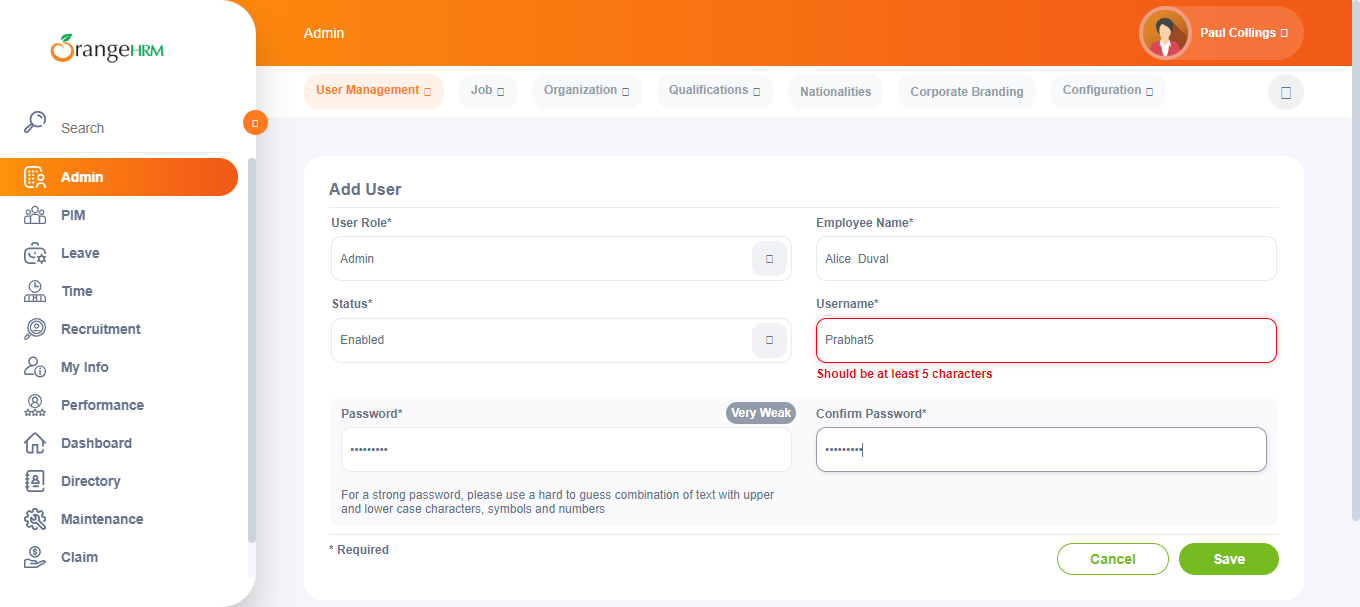 OrangeHRM
Search
Admin
PIM
Leave
Time
Recruitment
My Info
Performance
Dashboard
Directory
Maintenance
Claim
Admin
Paul Collings
User Management
Job
Organization
Qualifications
Nationalities
Corporate Branding
Configuration
Add User
User Role*
Employee Name*
Admin
Alice  Duval
Status*
Username*
Enabled
Prabhat5
Should be at least 5 characters
Password*
Very Weak
Confirm Password*
•••••••••
•••••••••
For a strong password, please use a hard to guess combination of text with upper
and lower case characters, symbols and numbers
* Required
Cancel
Save